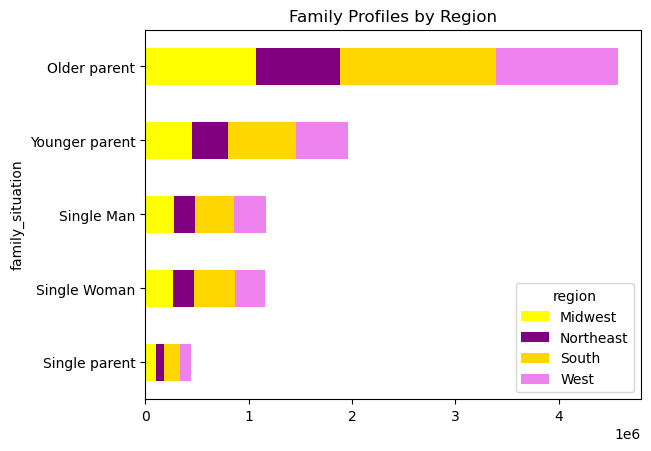 Family Profiles by Region
family_situation
Older parent
Younger parent
Single Man
Single Woman
Single parent
region
Midwest
Northeast
South
West
0 1 2 3 4
1e6